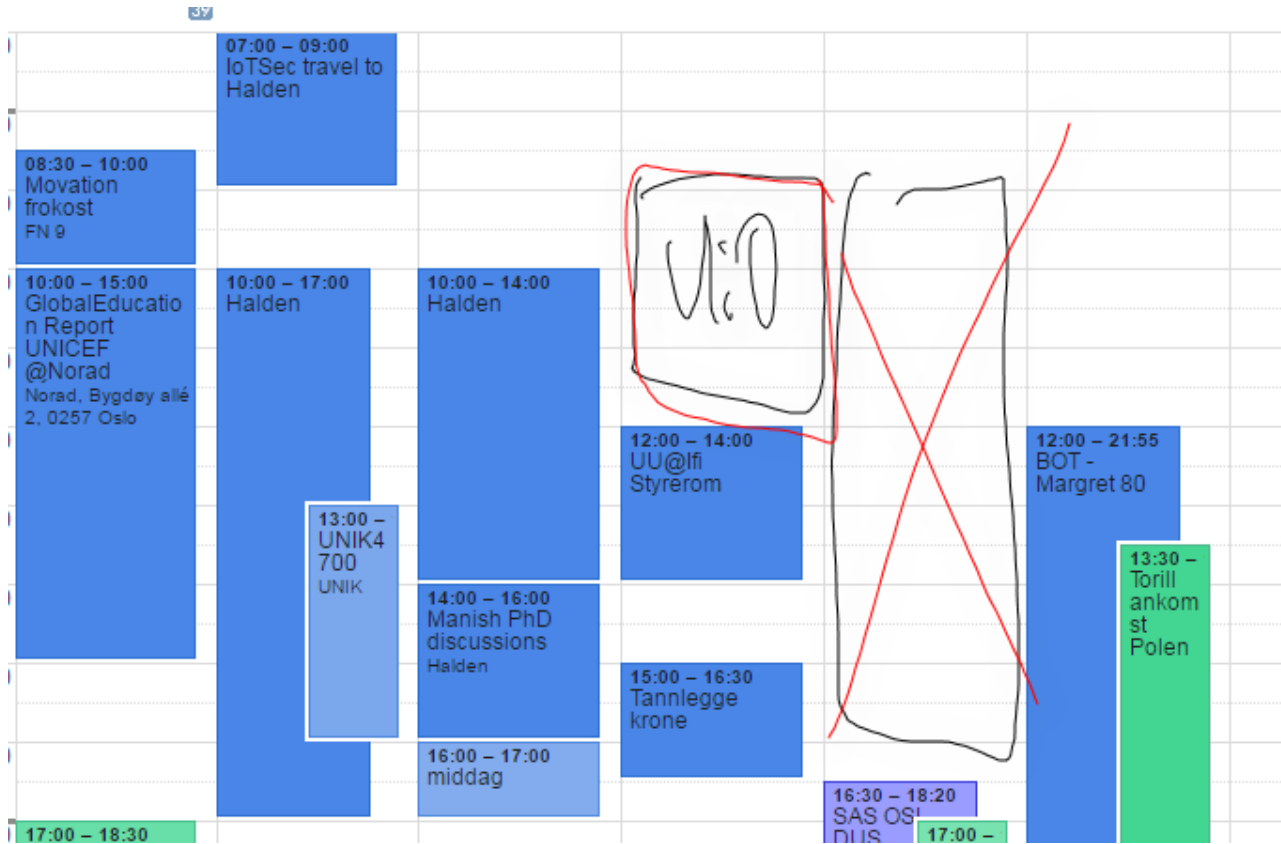 39
07:00 – 09:00
IoTSec travel to
Halden
08:30 – 10:00
Movation
frokost
FN 9
10:00 – 15:00
GlobalEducatio
n Report
UNICEF
@Norad
Norad, Bygdøy allé
2, 0257 Oslo
10:00 – 17:00
Halden
13:00 –
UNIK4
700
UNIK
10:00 – 14:00
Halden
14:00 – 16:00
Manish PhD
discussions
Halden
16:00 – 17:00
middag
UiO
12:00 – 14:00
UU@Ifi
Styrerom
15:00 – 16:30
Tannlegge
krone
16:30 – 18:20
SAS OSL
DUS
17:00 –
12:00 – 21:55
BOT -
Margret 80
13:30 –
Torill
ankom
st
Polen
17:00 – 18:30